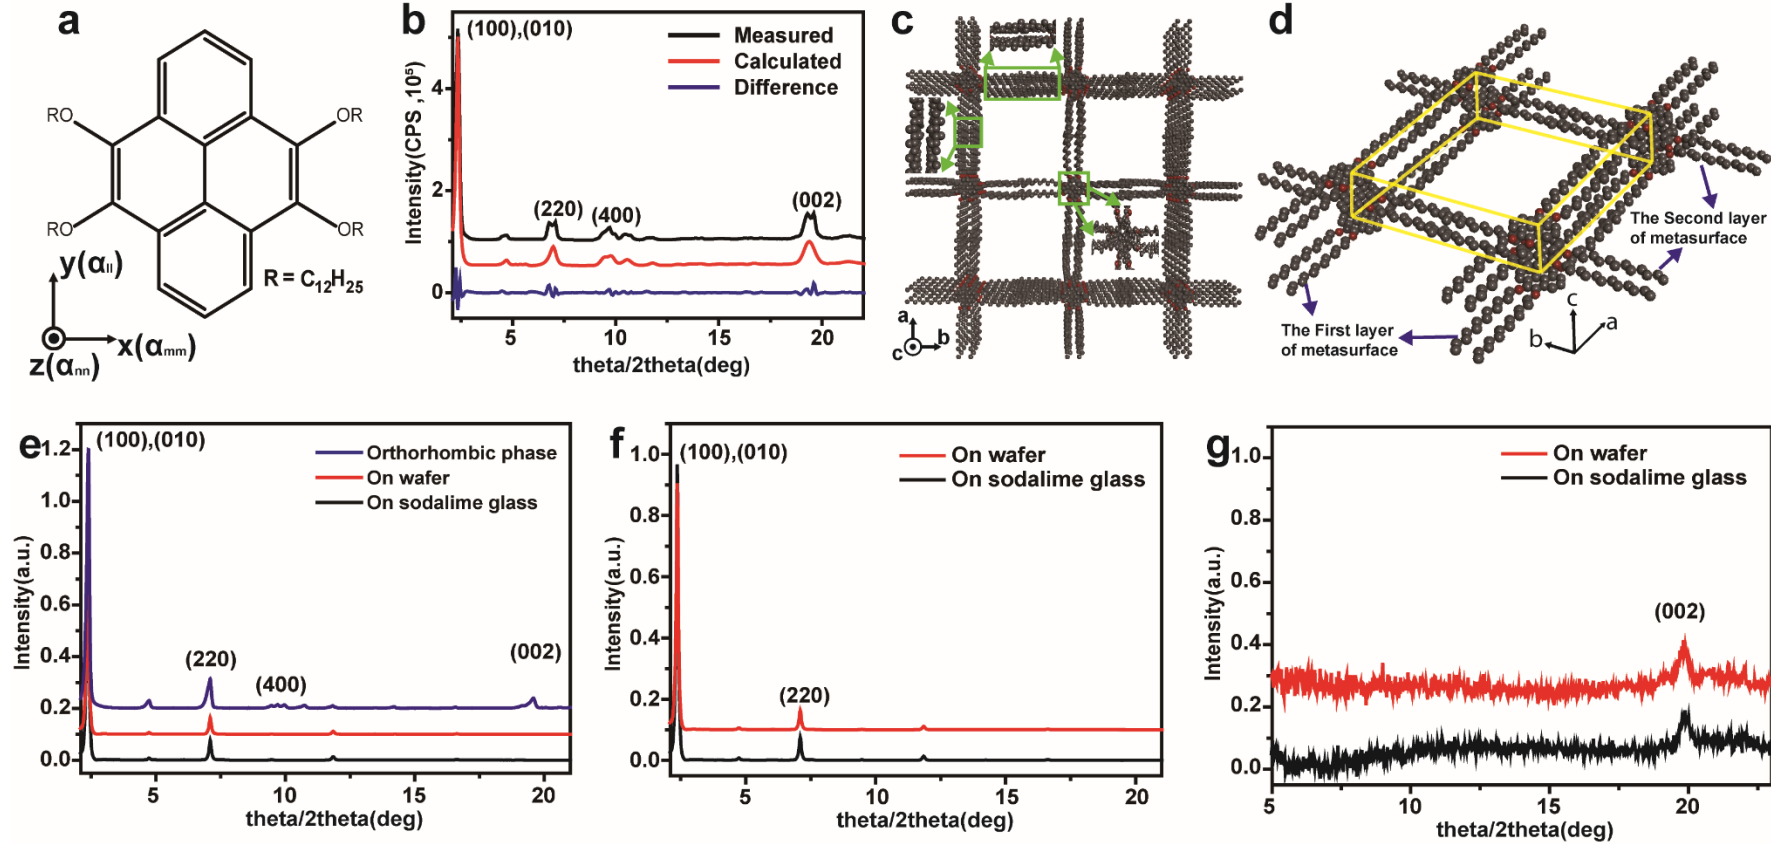 a
RO
OR
RO
OR
R = C₁₂H₂₅
y(αll)
x(αmm)
z(αnn)
b
(100),(010)
Measured
Calculated
Difference
(220)
(400)
(002)
Intensity(CPS ,10⁵)
5
2
0
5
10
15
20
theta/2theta(deg)
c
a
b
c
d
The Second layer
of metasurface
The First layer
of metasurface
c
a
b
e
(100),(010)
Orthorhombic phase
On wafer
On sodalime glass
(220)
(400)
(002)
Intensity(a.u.)
1.2
1.0
0.8
0.6
0.4
0.2
0.0
5
10
15
20
theta/2theta(deg)
f
(100),(010)
On wafer
On sodalime glass
(220)
Intensity(a.u.)
1.0
0.8
0.6
0.4
0.2
0.0
5
10
15
20
theta/2theta(deg)
g
On wafer
On sodalime glass
(002)
Intensity(a.u.)
1.0
0.8
0.6
0.4
0.2
0.0
5
10
15
20
theta/2theta(deg)